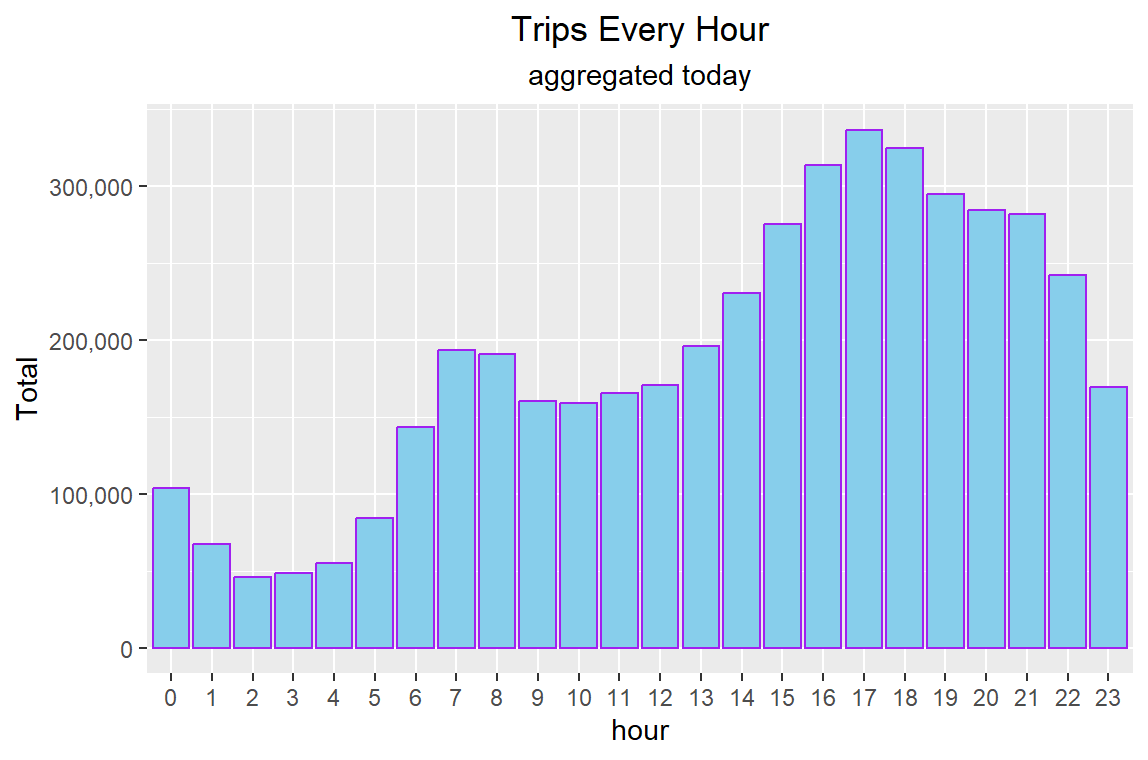 Trips Every Hour
aggregated today
Total
300,000
200,000
100,000
0
0 1 2 3 4 5 6 7 8 9 10 11 12 13 14 15 16 17 18 19 20 21 22 23
hour